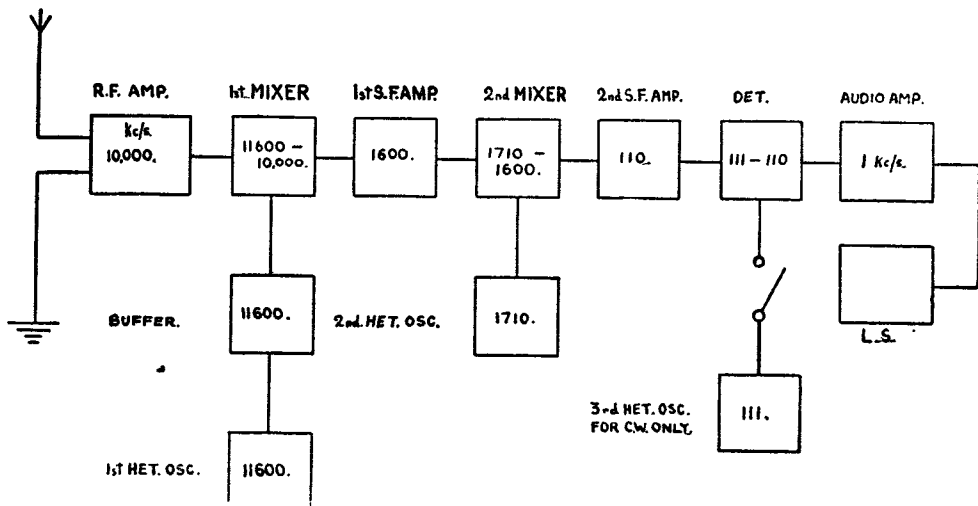 R.F. AMP.
1st MIXER
1st S.F.AMP.
2nd MIXER
2nd S.F. AMP.
DET.
AUDIO AMP.
Kc/s.
10,000.
11600 –
10,000.
1600.
1710 –
1600.
110.
111 – 110
1 Kc/s.
BUFFER.
11600.
2nd HET. OSC.
1710.
L.S.
3rd HET. OSC.
FOR C.W. ONLY.
111.
1st HET. OSC.
11600.